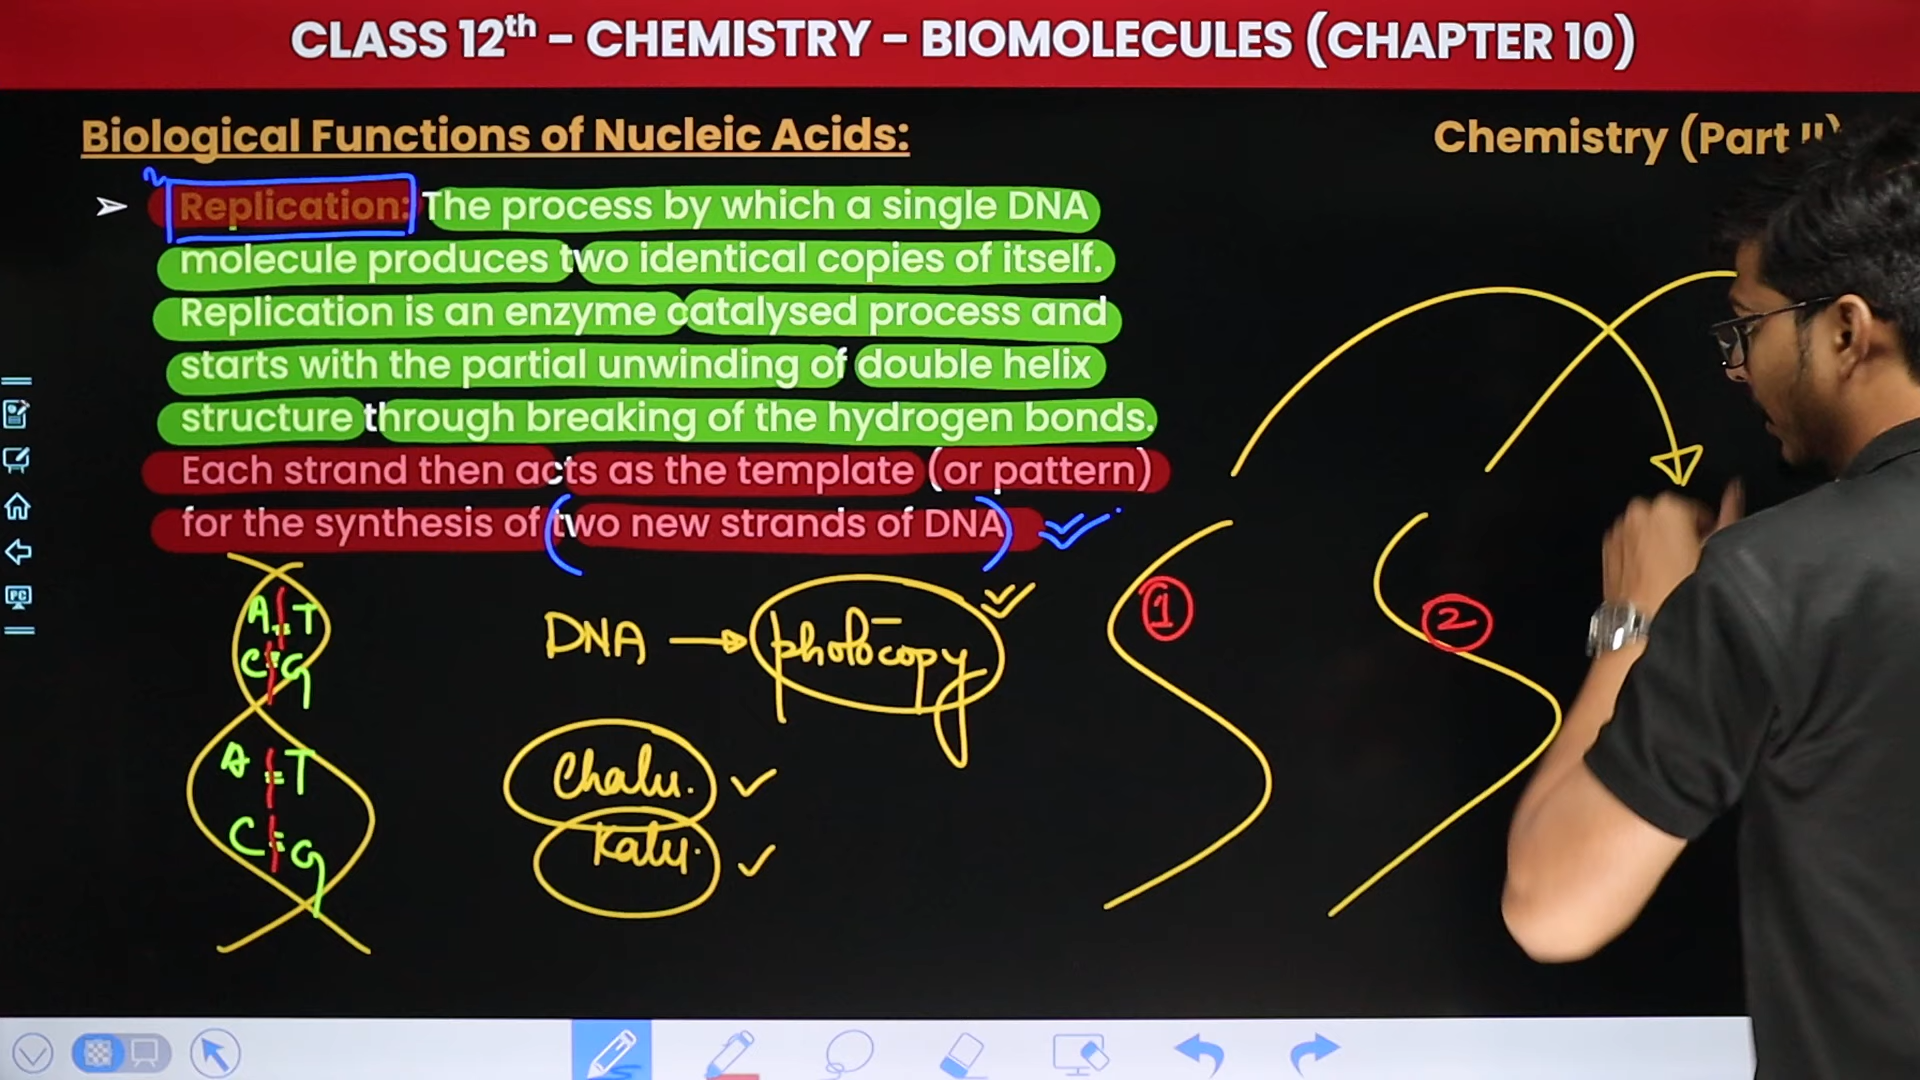 CLASS 12th - CHEMISTRY - BIOMOLECULES (CHAPTER 10)
Biological Functions of Nucleic Acids:
Chemistry (Part II)
➤ Replication: The process by which a single DNA
molecule produces two identical copies of itself.
Replication is an enzyme catalysed process and
starts with the partial unwinding of double helix
structure through breaking of the hydrogen bonds.
Each strand then acts as the template (or pattern)
for the synthesis of two new strands of DNA
A = T
C ≡ G
A = T
C ≡ G
DNA → photocopy
Chalu.
Kalu.
1
2
PC